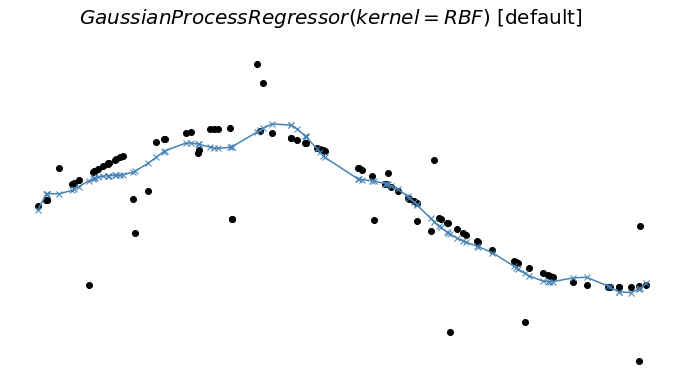 GaussianProcessRegressor(kernel = RBF) [default]